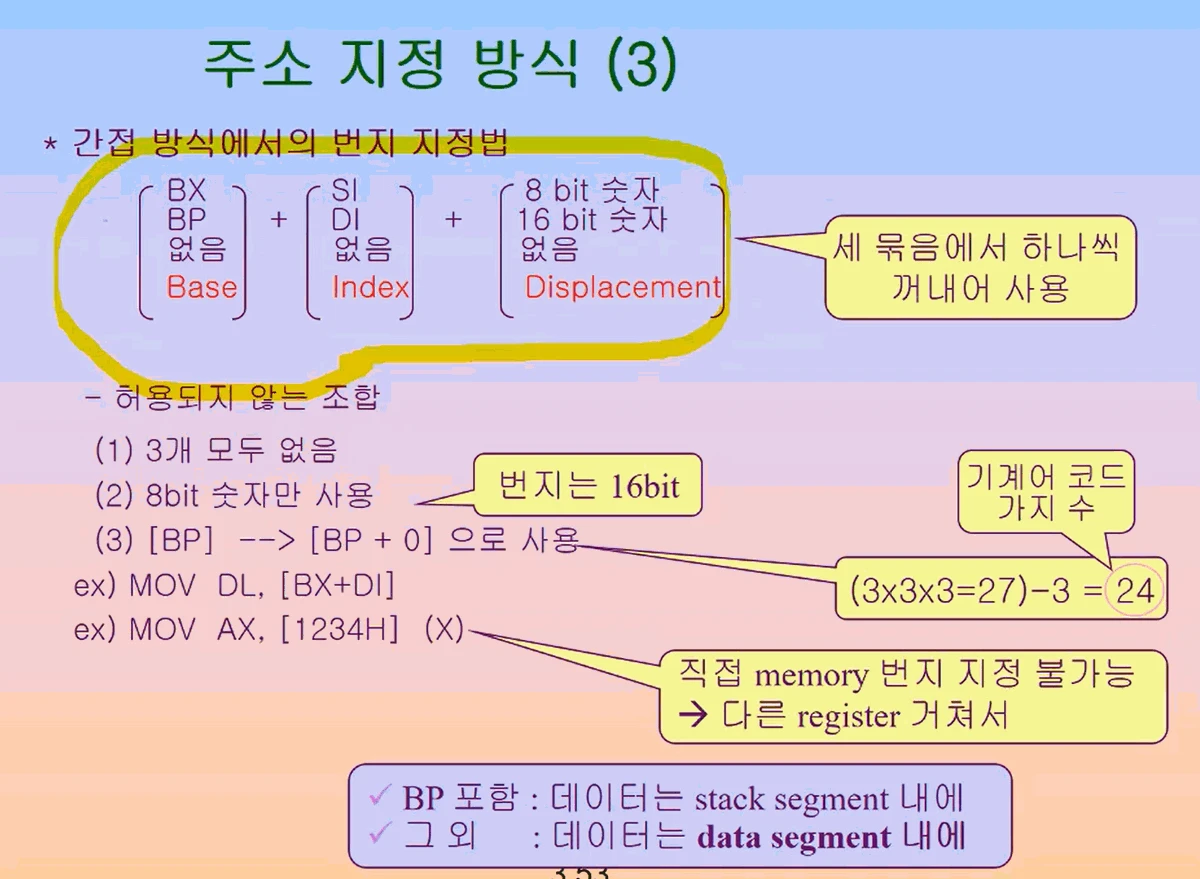 주소 지정 방식 (3)
* 간접 방식에서의 번지 지정법
BX SI 8 bit 숫자
BP + DI + 16 bit 숫자
없음 없음 없음
Base Index Displacement
세 묶음에서 하나씩
꺼내어 사용
- 허용되지 않는 조합
(1) 3개 모두 없음
(2) 8bit 숫자만 사용
번지는 16bit
(3) [BP] --> [BP + 0] 으로 사용
기계어 코드
가지 수
(3x3x3=27)-3 = 24
ex) MOV DL, [BX+DI]
ex) MOV AX, [1234H] (X)
직접 memory 번지 지정 불가능
→ 다른 register 거쳐서
✓ BP 포함 : 데이터는 stack segment 내에
✓ 그 외 : 데이터는 data segment 내에
3.53